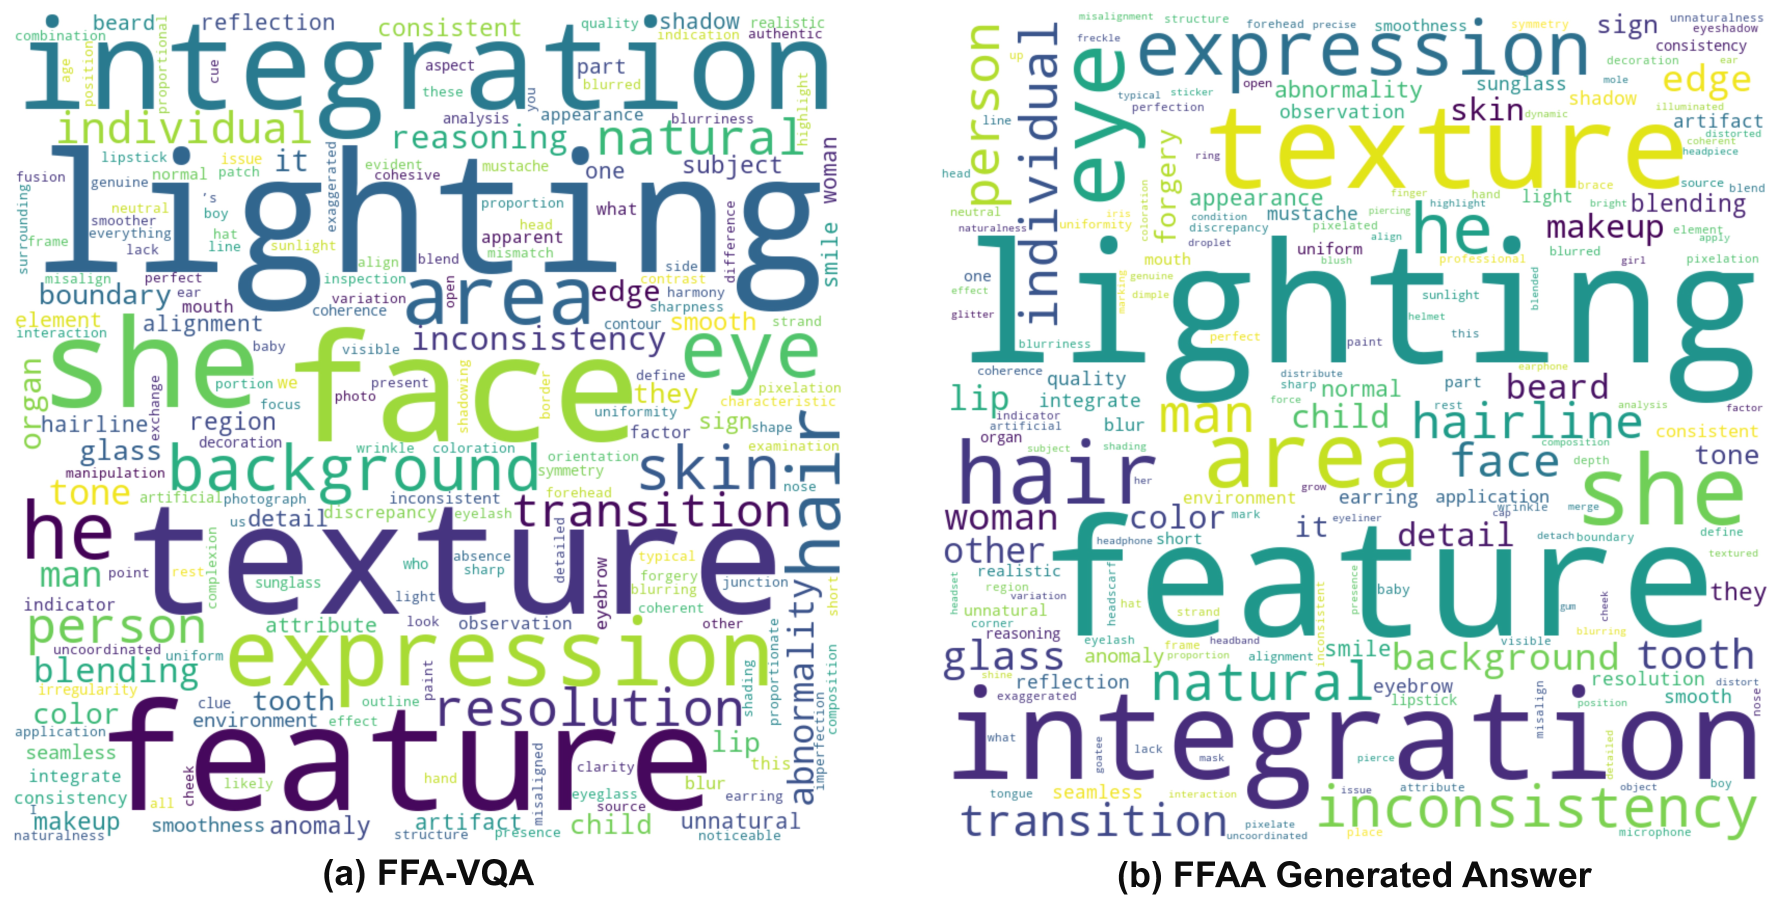 beard reflection consistent quality shadow realistic
combination indication authentic
integration
age position proportional cue aspect part
these blurred highlight
you
individual analysis appearance blurriness
reasoning natural
lipstick issue it exaggerated evident mustache one subject woman
fusion genuine normal patch cohesive
lighting
surrounding neutral 's boy proportion what
smoother head
everything hat apparent difference
frame lack line sunlight mismatch smile
align blend side
misalign perfect inspection open contrast
boundary ear variation area edge harmony
element mouth coherence sharpness
interaction alignment contour smooth strand
inconsistency
she baby visible face eye
organ portion we photo present shadowing border define they pixelation
exchange focus characteristic
hairline region uniformity sign shape
decoration factor
glass wrinkle coloration orientation examination hair
manipulation background symmetry skin
tone artificial photograph inconsistent forehead nose
he us detail discrepancy eyelash transition
texture
man point rest complexion sunglass who absence sharp detailed eyebrow typical forgery junction short
light blurring
indicator coherent
person attribute look observation other abnormality
uncoordinated uniform expression proportionate
blending
irregularity paint shading imperfection composition
color clue tooth outline resolution
application environment effect
seamless feature lip
integrate cheek likely hand misaligned clarity blur this
consistency all eyeglass earring
I source
makeup smoothness anomaly artifact child unnatural
naturalness structure presence noticeable
(a) FFA-VQA
misalignment structure forehead precise smoothness symmetry sign unnaturalness
person up individual freckle eye expression eyeshadow
consistency
decoration ear
typical sticker open abnormality sunglass mole edge
perfection observation skin shadow illuminated
line dynamic artifact
forgery texture distorted
coherent
ring headpiece
head appearance finger hand brace source blend
neutral iris coloration condition mustache highlight light bright blending
uniformity discrepancy pixelated piercing he makeup element
naturalness droplet align apply
mouth uniform blurred
one marking genuine blush professional girl pixelation
effect dimple lighting sunlight blended
glitter helmet
blurriness perfect paint this
coherence quality distribute earphone
lip integrate sharp normal part beard
indicator force rest factor
artificial blur man child hairline analysis consistent
organ subject shading area face composition tone
hair her depth she
environment grow earring application
woman color mark it eyeliner cap wrinkle merge
other headphone short detail detach boundary define
feature textured
headset realistic headscarf presence baby they
region
variation
unnatural hat strand inconsistent gum cheek
corner
reasoning eyelash frame headband visible blurring
glass anomaly proportion alignment smile background tooth
shine reflection natural eyebrow resolution distort
exaggerated lipstick position smooth nose
integration misalign
what goatee lack mask pierce detailed
tongue seamless interaction issue attribute object boy
transition pixelate inconsistency
uncoordinated place microphone
(b) FFAA Generated Answer